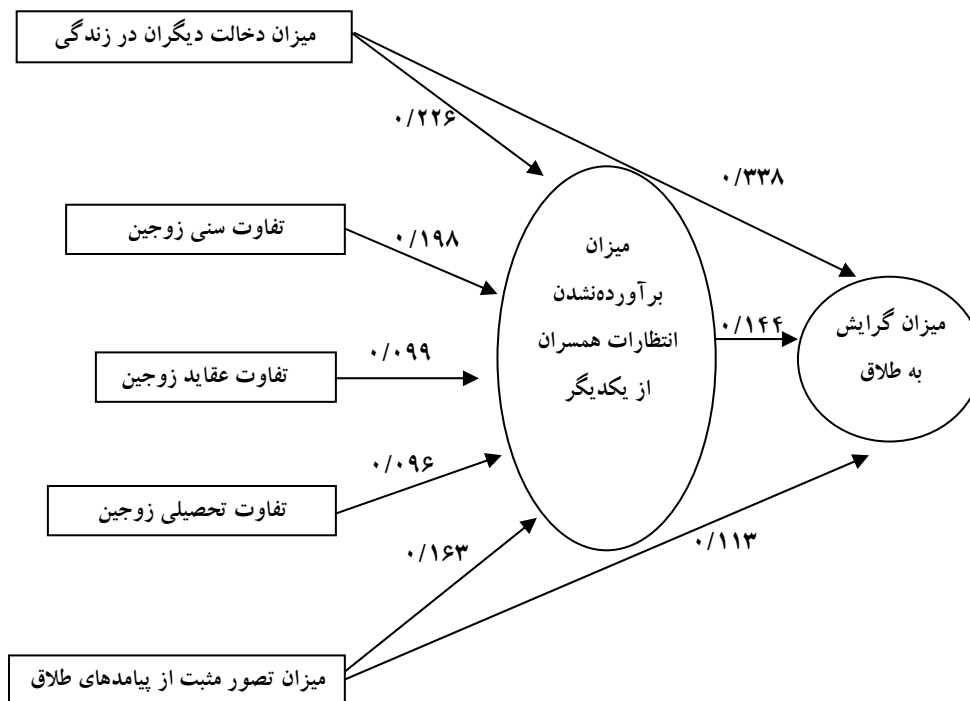 میزان دخالت دیگران در زندگی
۰/۲۲۶
۰/۳۳۸
تفاوت سنی زوجین
۰/۱۹۸
میزان
برآورده‌نشدن
انتظارات همسران
از یکدیگر
۰/۱۴۴
میزان گرایش
به طلاق
تفاوت عقاید زوجین
۰/۰۹۹
تفاوت تحصیلی زوجین
۰/۰۹۶
۰/۱۶۳
۰/۱۱۳
میزان تصور مثبت از پیامدهای طلاق